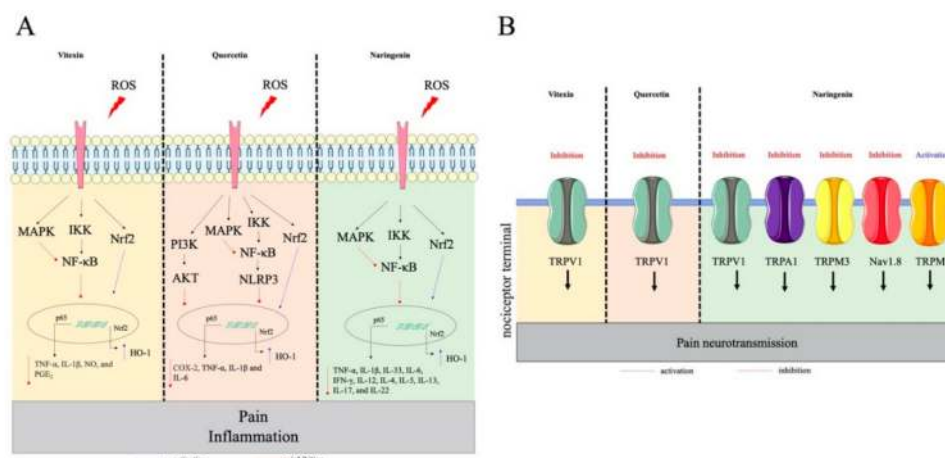 A
Vitexin
Quercetin
Naringenin
ROS
ROS
ROS
MAPK
IKK
Nrf2
NF-κB
p65
Nrf2
HO-1
TNF-α, IL-1β, NO, and
PGE₂
PI3K
MAPK
IKK
Nrf2
AKT
NF-κB
NLRP3
p65
Nrf2
HO-1
COX-2, TNF-α, IL-1β and
IL-6
MAPK
IKK
Nrf2
NF-κB
p65
Nrf2
HO-1
TNF-α, IL-1β, IL-33, IL-6,
IFN-γ, IL-12, IL-4, IL-5, IL-13,
IL-17, and IL-22
Pain
Inflammation
B
Vitexin
Quercetin
Naringenin
Inhibition
Inhibition
Inhibition
Inhibition
Inhibition
Inhibition
Activatio
nociceptor terminal
TRPV1
TRPV1
TRPV1
TRPA1
TRPM3
Nav1.8
TRPM
Pain neurotransmission
activation
inhibition